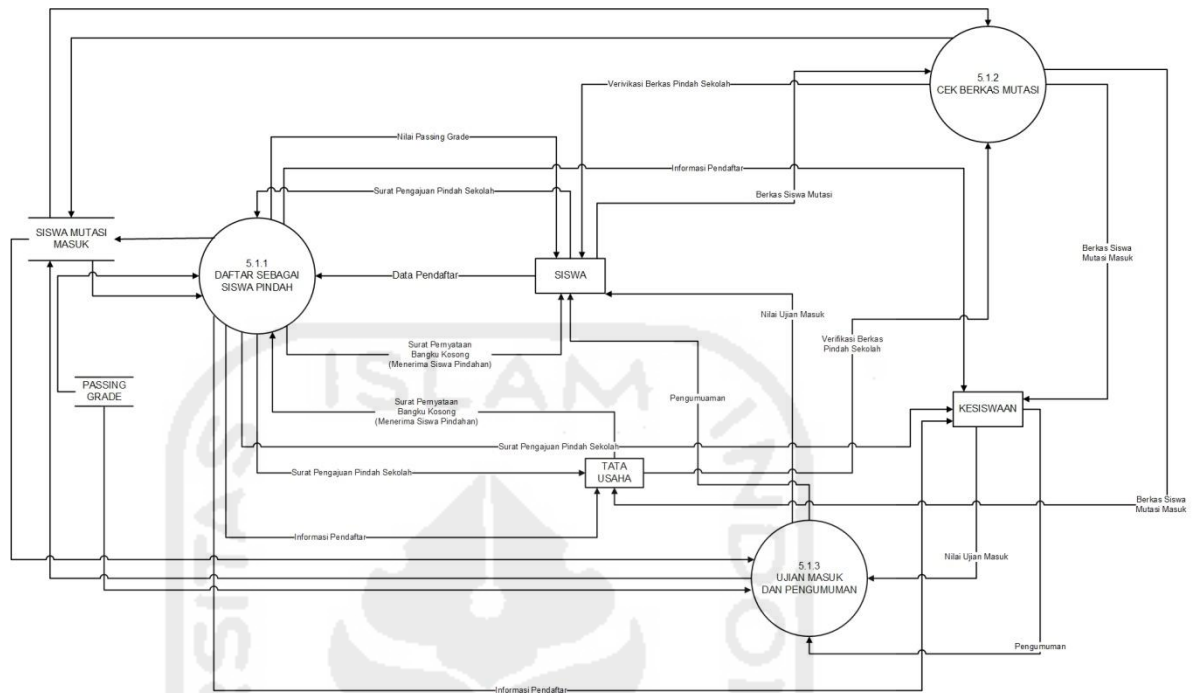 5.1.2
CEK BERKAS MUTASI
Verivikasi Berkas Pindah Sekolah
Nilai Passing Grade
Informasi Pendaftar
Surat Pengajuan Pindah Sekolah
Berkas Siswa Mutasi
SISWA MUTASI
MASUK
5.1.1
DAFTAR SEBAGAI
SISWA PINDAH
Data Pendaftar
SISWA
Berkas Siswa
Mutasi Masuk
Nilai Ujian Masuk
Verifikasi Berkas
Pindah Sekolah
Surat Pernyataan
Bangku Kosong
(Menerima Siswa Pindahan)
PASSING
GRADE
Surat Pernyataan
Bangku Kosong
(Menerima Siswa Pindahan)
Pengumuaman
KESISWAAN
Surat Pengajuan Pindah Sekolah
Surat Pengajuan Pindah Sekolah
TATA
USAHA
Berkas Siswa
Mutasi Masuk
Informasi Pendaftar
Nilai Ujian Masuk
5.1.3
UJIAN MASUK
DAN PENGUMUMAN
Pengumuman
Informasi Pendaftar
ISLAM